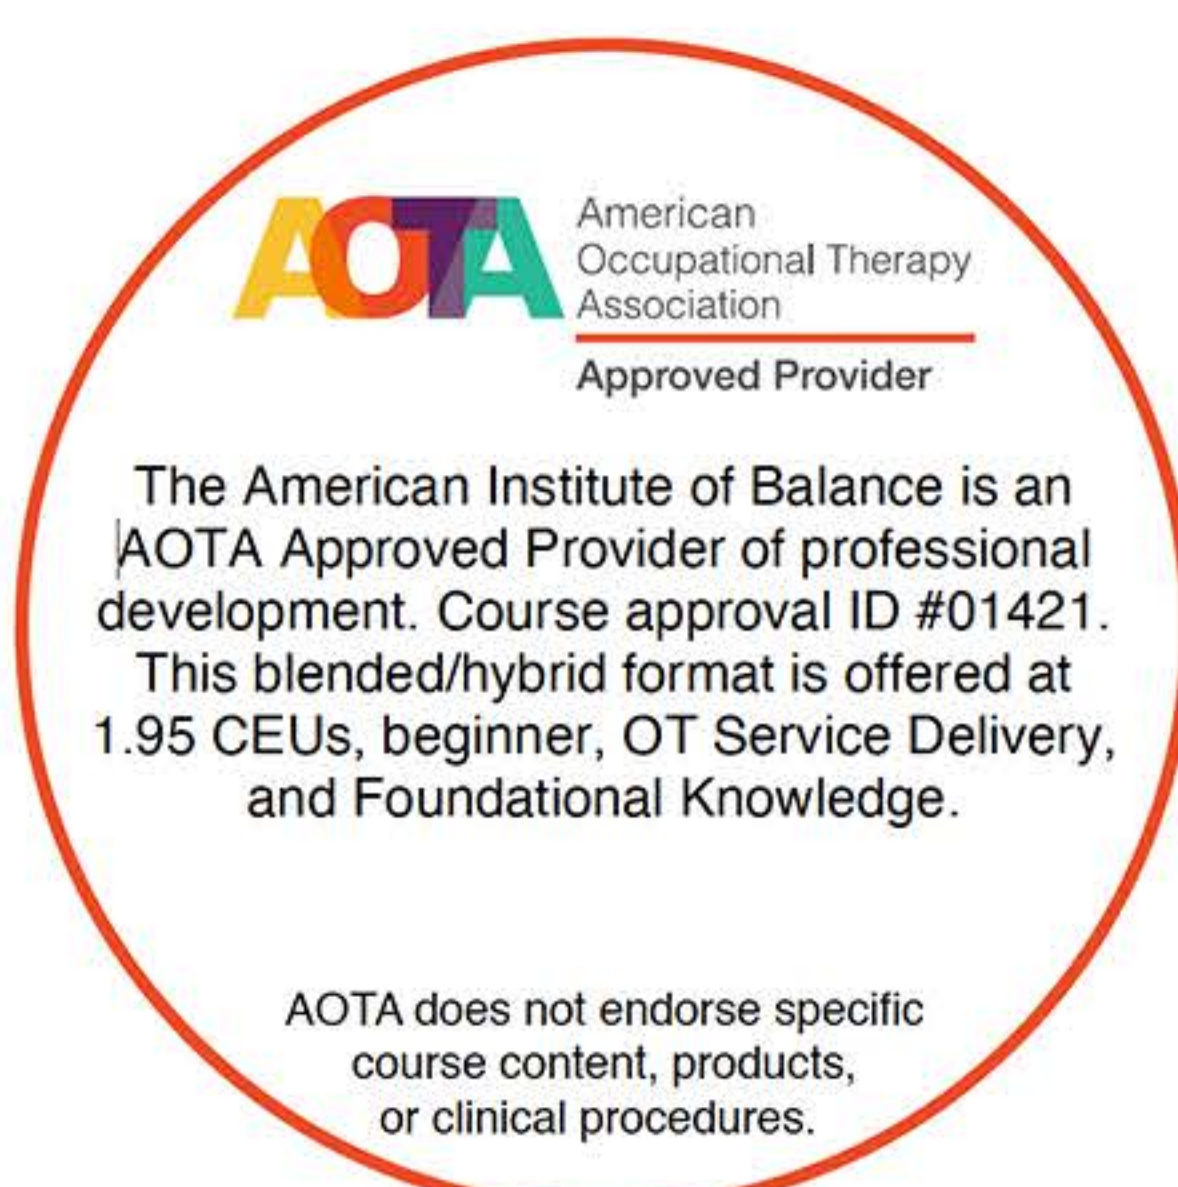 AOTA
American
Occupational Therapy
Association
Approved Provider
The American Institute of Balance is an
AOTA Approved Provider of professional
development. Course approval ID #01421.
This blended/hybrid format is offered at
1.95 CEUs, beginner, OT Service Delivery,
and Foundational Knowledge.
AOTA does not endorse specific
course content, products,
or clinical procedures.